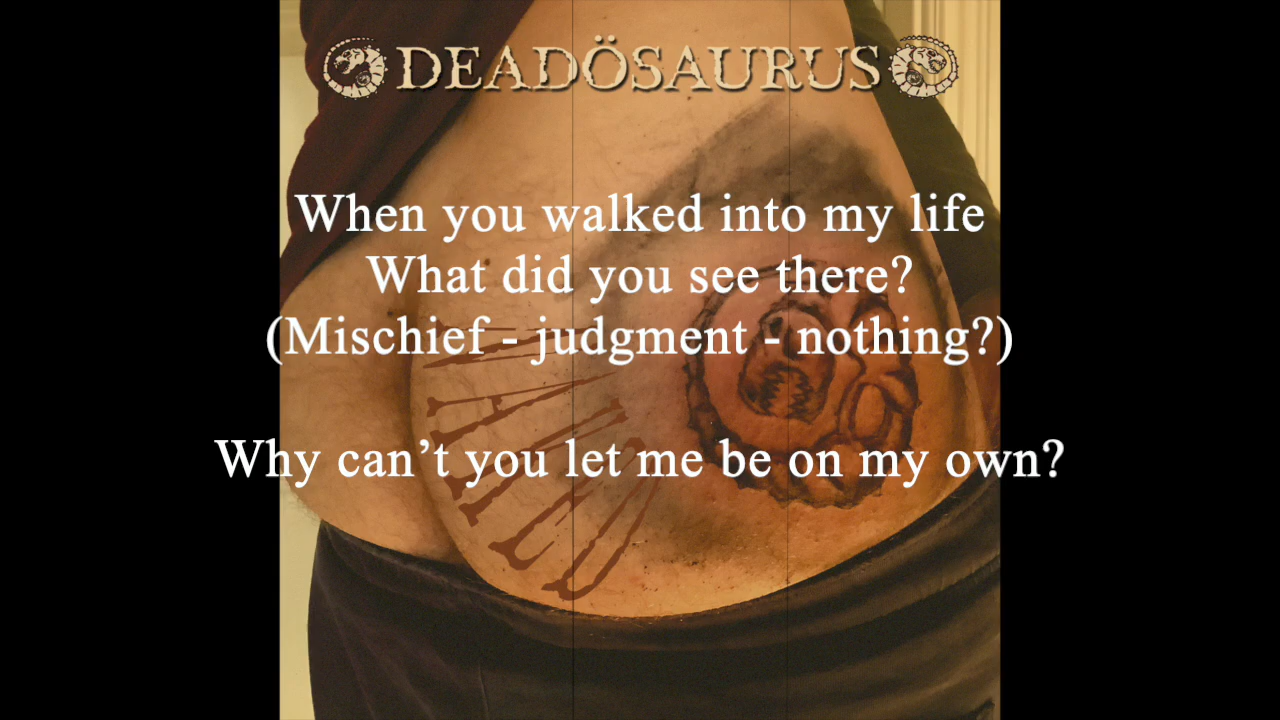 DEADÖSAURUS
When you walked into my life
What did you see there?
(Mischief - judgment - nothing?)
Why can’t you let me be on my own?